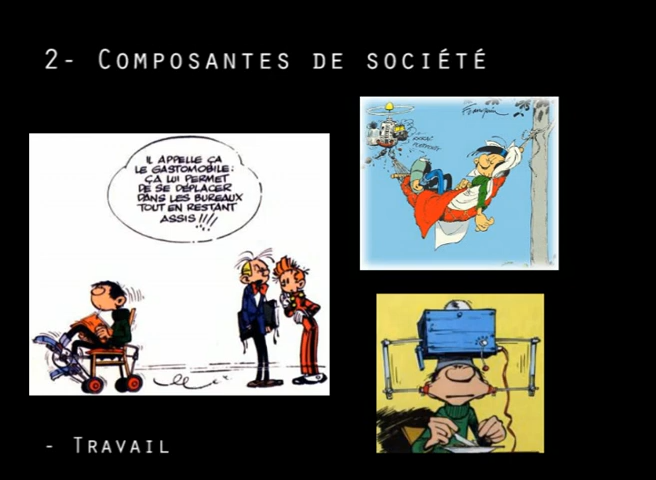 2- COMPOSANTES DE SOCIÉTÉ
IL APPELLE ÇA
LE GASTOMOBILE:
ÇA LUI PERMET
DE SE DÉPLACER
DANS LES BUREAUX
TOUT EN RESTANT
ASSIS!!!!
Franquin
- TRAVAIL